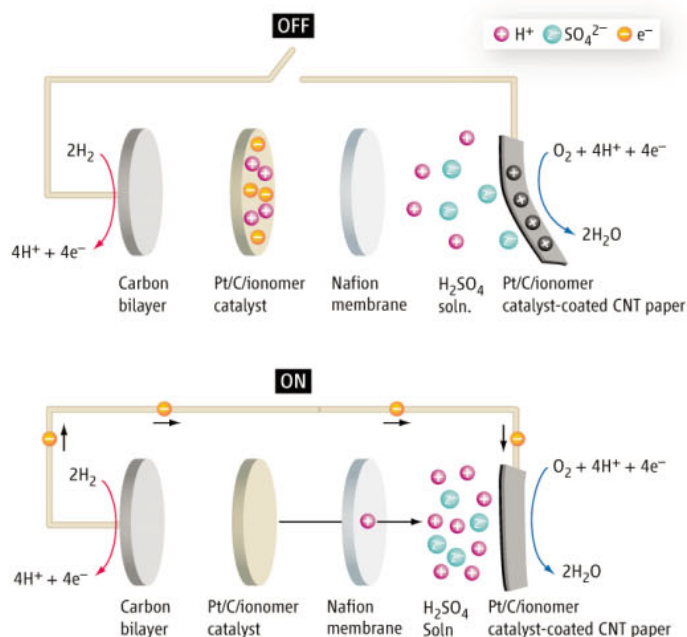 OFF
H⁺ SO₄²⁻ e⁻
2H₂
4H⁺ + 4e⁻
O₂ + 4H⁺ + 4e⁻
2H₂O
Carbon
bilayer
Pt/C/ionomer
catalyst
Nafion
membrane
H₂SO₄
soln.
Pt/C/ionomer
catalyst-coated CNT paper
ON
2H₂
4H⁺ + 4e⁻
O₂ + 4H⁺ + 4e⁻
2H₂O
Carbon
bilayer
Pt/C/ionomer
catalyst
Nafion
membrane
H₂SO₄
Soln
Pt/C/ionomer
catalyst-coated CNT paper